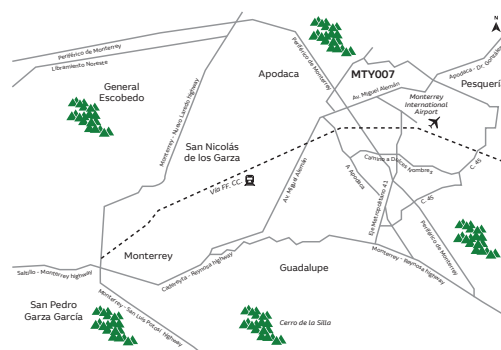 N
Periférico de Monterrey
Libramiento Noreste
General
Escobedo
Monterrey - Nuevo Laredo highway
Apodaca
Periférico de Monterrey
MTY007
Av. Miguel Alemán
Apodaca - Dr. González
Pesquería
Monterrey
International
Airport
San Nicolás
de los Garza
Vía FF. CC.
Av. Miguel Alemán
A Apodaca
Camino a Dulces Nombres
Eje Metropolitano 41
C. 45
C. 45
Periférico de Monterrey
Monterrey
Saltillo - Monterrey highway
Cadereyta - Reynosa highway
Guadalupe
Monterrey - Reynosa highway
San Pedro
Garza García
Monterrey - San Luis Potosí highway
Cerro de la Silla